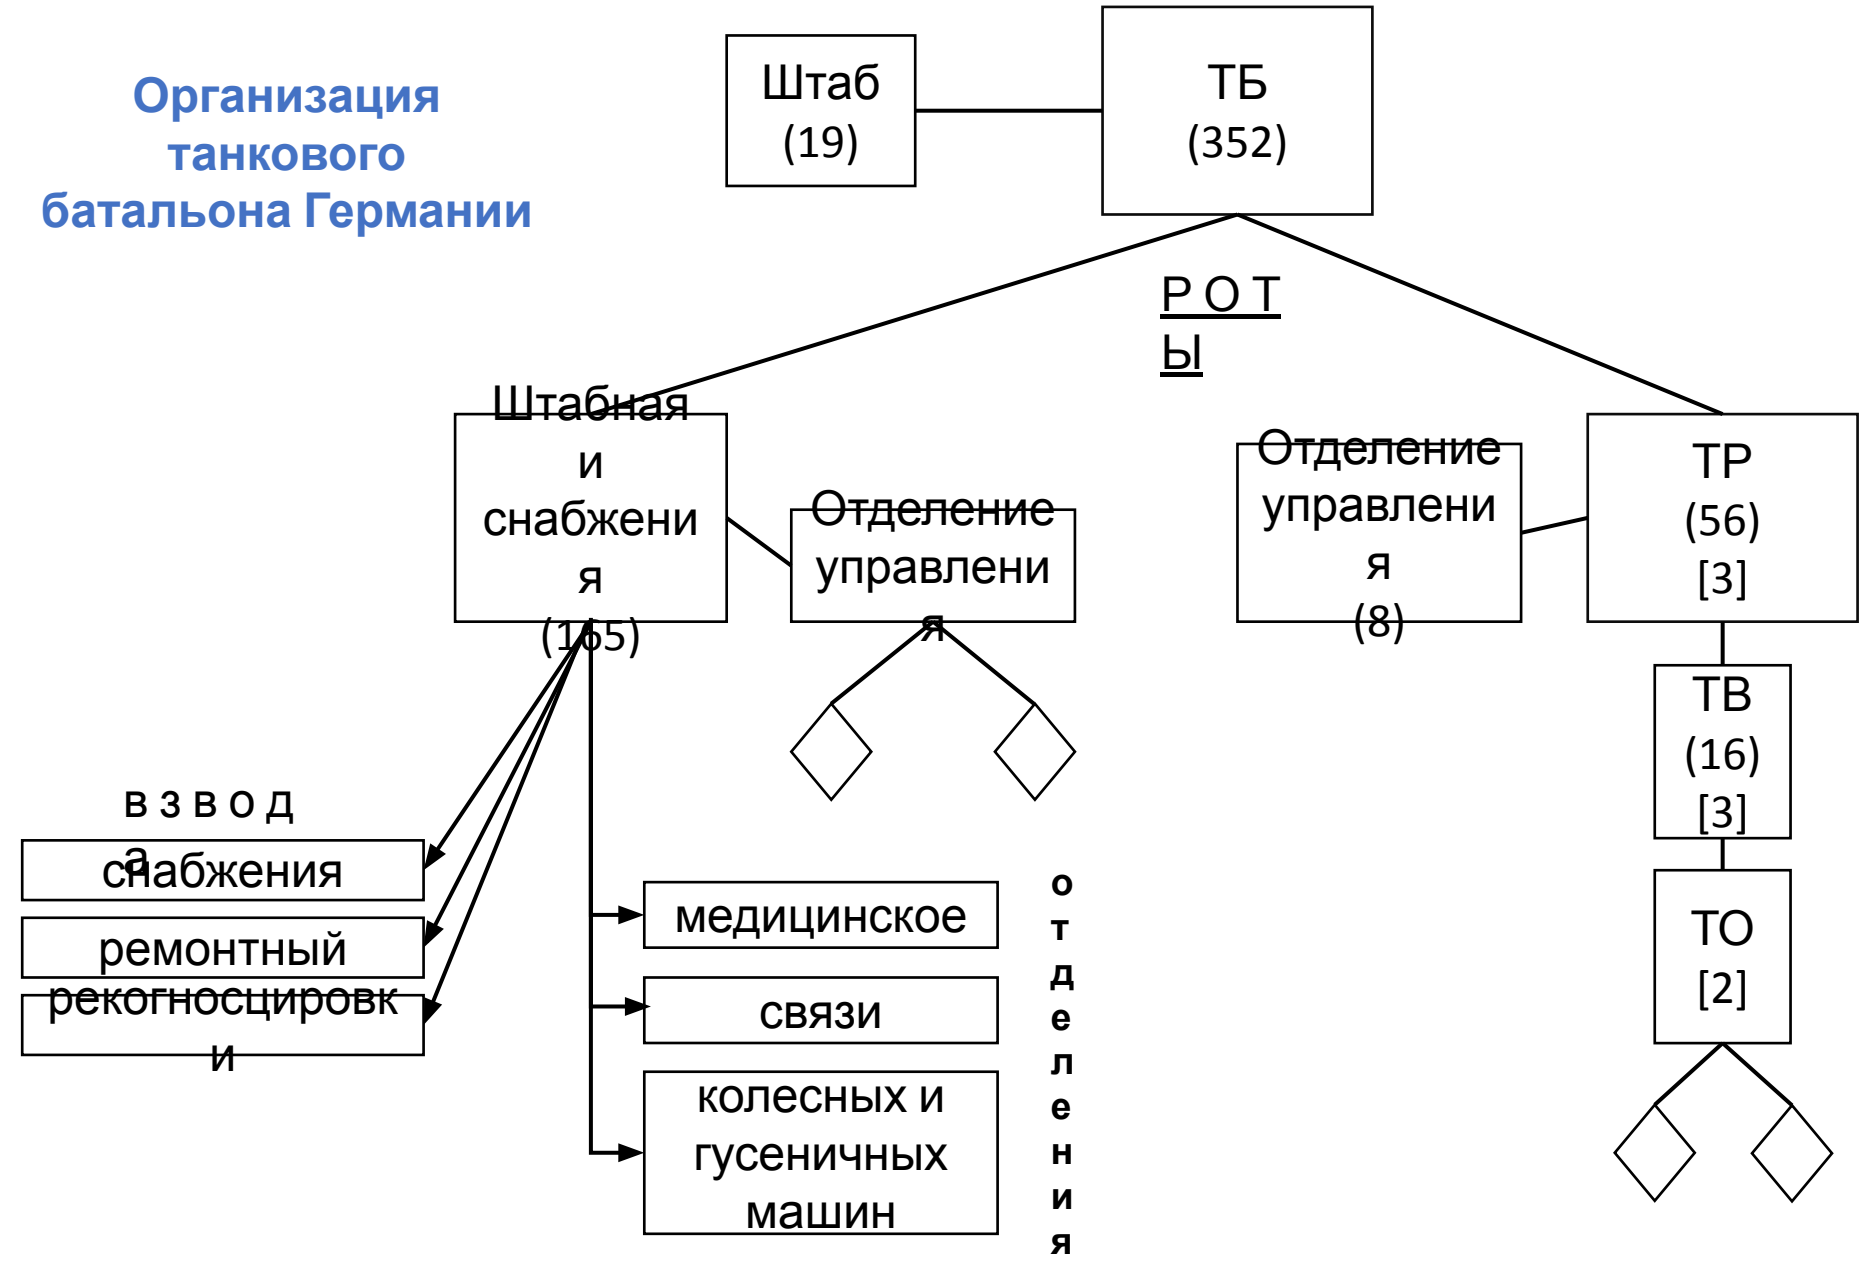 Организация
танкового
батальона Германии
Штаб
(19)
ТБ
(352)
Р О Т
Ы
Штабная
и
снабжени
я
(165)
Отделение
управлени
я
Отделение
управлени
я
(8)
ТР
(56)
[3]
ТВ
(16)
[3]
ТО
[2]
в з в о д
а
снабжения
ремонтный
рекогносцировк
и
медицинское
связи
колесных и
гусеничных
машин
о
т
д
е
л
е
н
и
я